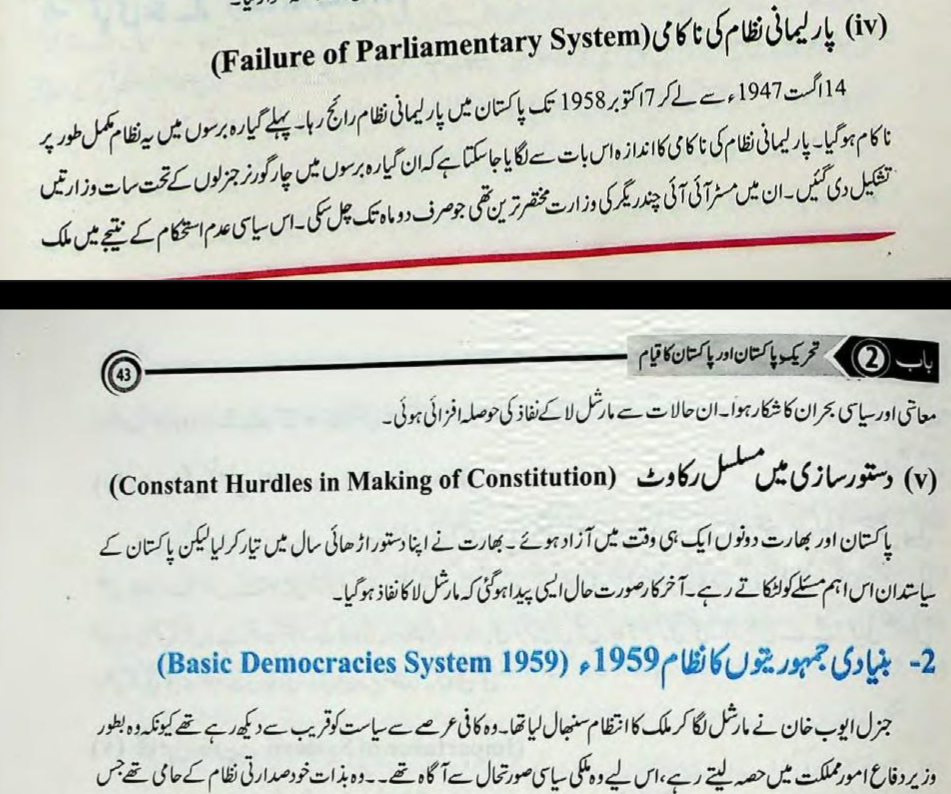 (iv) پارلیمانی نظام کی ناکامی (Failure of Parliamentary System)
14 اگست 1947ء سے لے کر 7 اکتوبر 1958 تک پاکستان میں پارلیمانی نظام رائج رہا۔ پہلے گیارہ برسوں میں یہ نظام مکمل طور پر
ناکام ہوگیا۔ پارلیمانی نظام کی ناکامی کا اندازہ اس بات سے لگایا جاسکتا ہے کہ ان گیارہ برسوں میں چار گورنر جنرلوں کے تحت سات وزارتیں
تشکیل دی گئیں۔ ان میں مسٹر آئی آئی چندریگر کی وزارت مختصر ترین تھی جو صرف دو ماہ تک چل سکی۔ اس سیاسی عدم استحکام کے نتیجے میں ملک
باب 2 تحریک پاکستان اور پاکستان کا قیام
43
معاشی اور سیاسی بحران کا شکار ہوا۔ ان حالات سے مارشل لا کے نفاذ کی حوصلہ افزائی ہوئی۔
(v) دستور سازی میں مسلسل رکاوٹ (Constant Hurdles in Making of Constitution)
پاکستان اور بھارت دونوں ایک ہی وقت میں آزاد ہوئے۔ بھارت نے اپنا دستور اڑھائی سال میں تیار کرلیا لیکن پاکستان کے
سیاستدان اس اہم مسئلے کو لٹکاتے رہے۔ آخر کار صورت حال ایسی پیدا ہوگئی کہ مارشل لا کا نفاذ ہوگیا۔
2- بنیادی جمہوریتوں کا نظام 1959ء (Basic Democracies System 1959)
جنرل ایوب خان نے مارشل لگا کر ملک کا انتظام سنبھال لیا تھا۔ وہ کافی عرصے سے سیاست کو قریب سے دیکھ رہے تھے کیونکہ وہ بطور
وزیر دفاع امور مملکت میں حصہ لیتے رہے، اس لیے وہ ملکی سیاسی صورتحال سے آگاہ تھے۔۔ وہ بذات خود صدارتی نظام کے حامی تھے جس